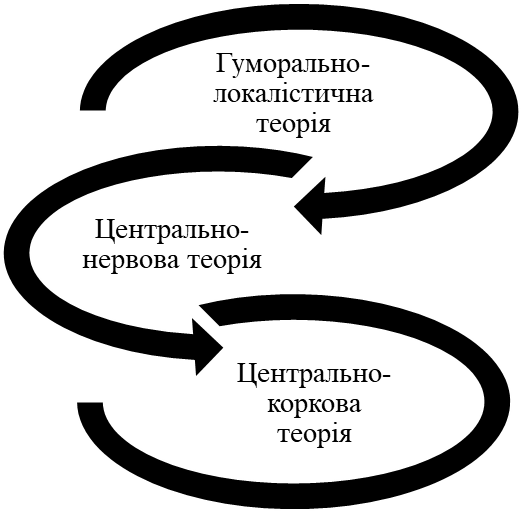 Гуморально-
локалістична
теорія
Центрально-
нервова теорія
Центрально-
коркова
теорія